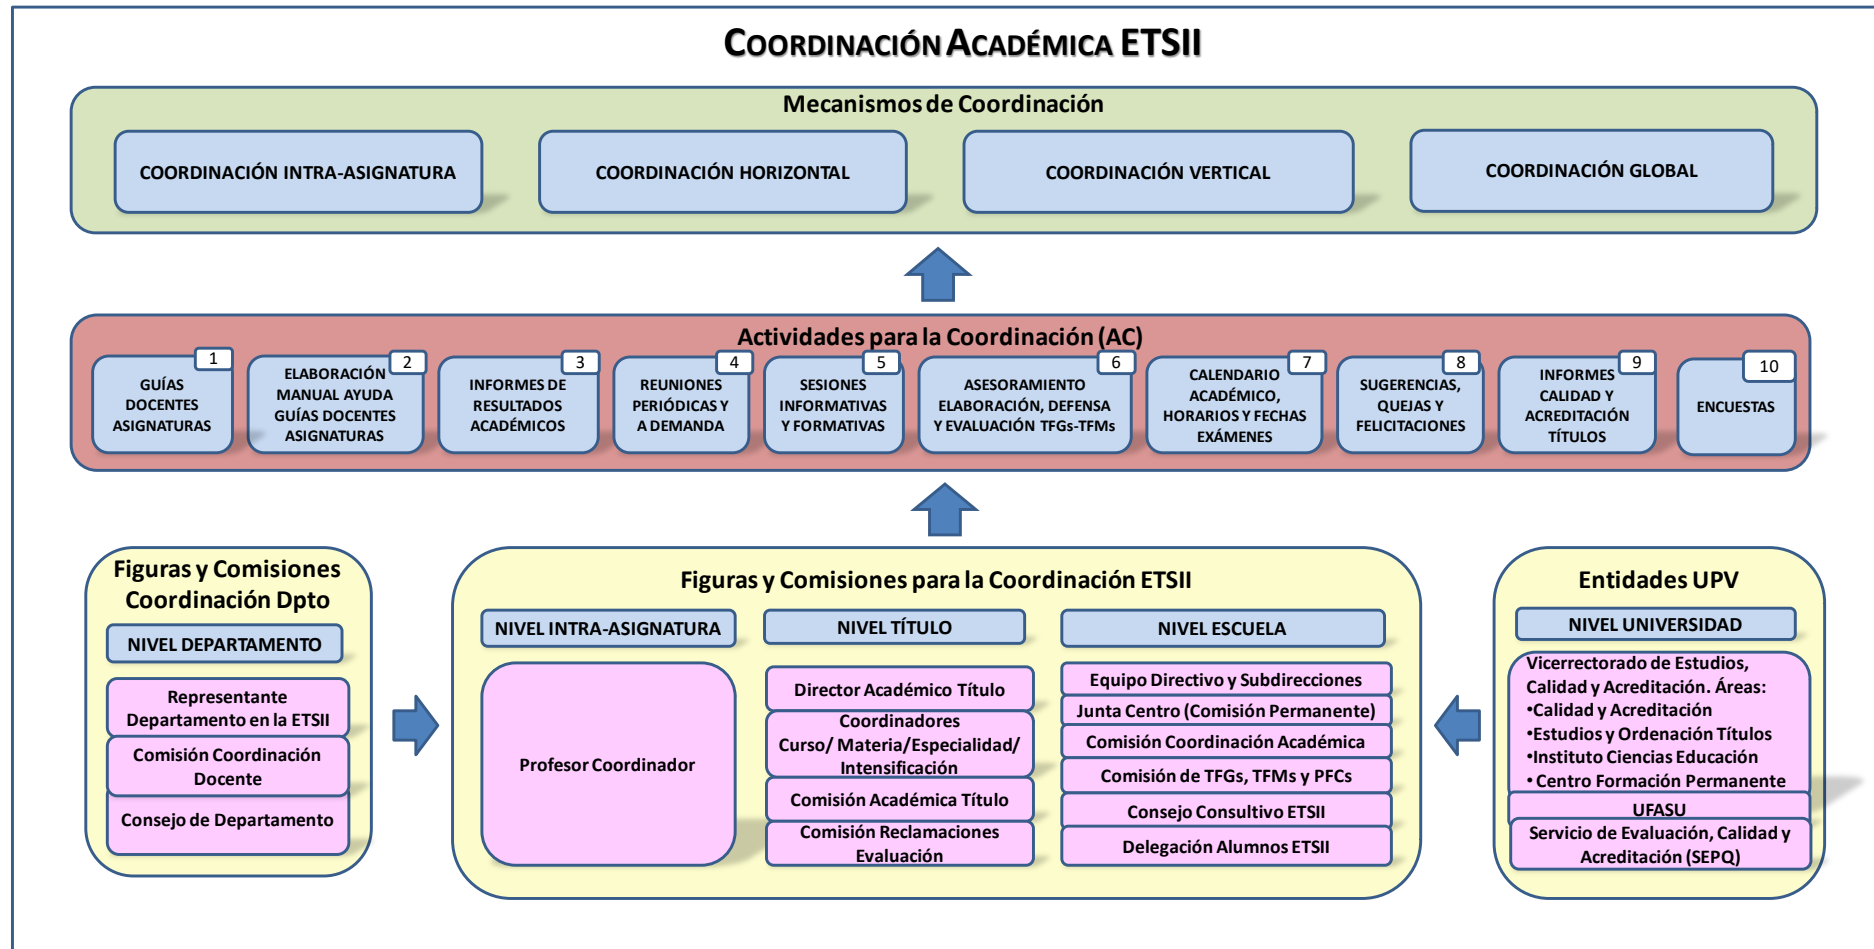 COORDINACIÓN ACADÉMICA ETSII
Mecanismos de Coordinación
COORDINACIÓN INTRA-ASIGNATURA
COORDINACIÓN HORIZONTAL
COORDINACIÓN VERTICAL
COORDINACIÓN GLOBAL
Actividades para la Coordinación (AC)
1
GUÍAS
DOCENTES
ASIGNATURAS
2
ELABORACIÓN
MANUAL AYUDA
GUÍAS DOCENTES
ASIGNATURAS
3
INFORMES DE
RESULTADOS
ACADÉMICOS
4
REUNIONES
PERIÓDICAS Y
A DEMANDA
5
SESIONES
INFORMATIVAS
Y FORMATIVAS
6
ASESORAMIENTO
ELABORACIÓN, DEFENSA
Y EVALUACIÓN TFGs-TFMs
7
CALENDARIO
ACADÉMICO,
HORARIOS Y FECHAS
EXÁMENES
8
SUGERENCIAS,
QUEJAS Y
FELICITACIONES
9
INFORMES
CALIDAD Y
ACREDITACIÓN
TÍTULOS
10
ENCUESTAS
Figuras y Comisiones
Coordinación Dpto
NIVEL DEPARTAMENTO
Representante
Departamento en la ETSII
Comisión Coordinación
Docente
Consejo de Departamento
Figuras y Comisiones para la Coordinación ETSII
NIVEL INTRA-ASIGNATURA
Profesor Coordinador
NIVEL TÍTULO
Director Académico Título
Coordinadores
Curso/ Materia/Especialidad/
Intensificación
Comisión Académica Título
Comisión Reclamaciones
Evaluación
NIVEL ESCUELA
Equipo Directivo y Subdirecciones
Junta Centro (Comisión Permanente)
Comisión Coordinación Académica
Comisión de TFGs, TFMs y PFCs
Consejo Consultivo ETSII
Delegación Alumnos ETSII
Entidades UPV
NIVEL UNIVERSIDAD
Vicerrectorado de Estudios,
Calidad y Acreditación. Áreas:
•Calidad y Acreditación
•Estudios y Ordenación Títulos
•Instituto Ciencias Educación
• Centro Formación Permanente
UFASU
Servicio de Evaluación, Calidad y
Acreditación (SEPQ)